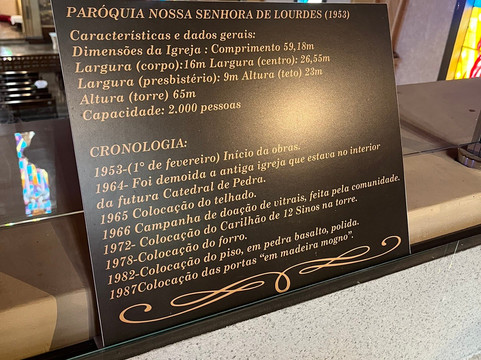 PARÓQUIA NOSSA SENHORA DE LOURDES (1953)
Características e dados gerais:
Dimensões da Igreja : Comprimento 59,18m
Largura (corpo):16m Largura (centro): 26,55m
Largura (presbistério): 9m Altura (teto) 23m
Altura (torre) 65m
Capacidade: 2.000 pessoas
CRONOLOGIA:
1953-(1° de fevereiro) Inicio da obras.
1964- Foi demoida a antiga igreja que estava no interior
da futura Catedral de Pedra.
1965 Colocação do telhado.
1966 Campanha de doação de vitrais, feita pela comunidade.
1972- Colocação do Carilhão de 12 Sinos na torre.
1978-Colocação do forro.
1982-Colocação do piso, em pedra basalto, polida.
1987Colocação das portas “em madeira mogno”.